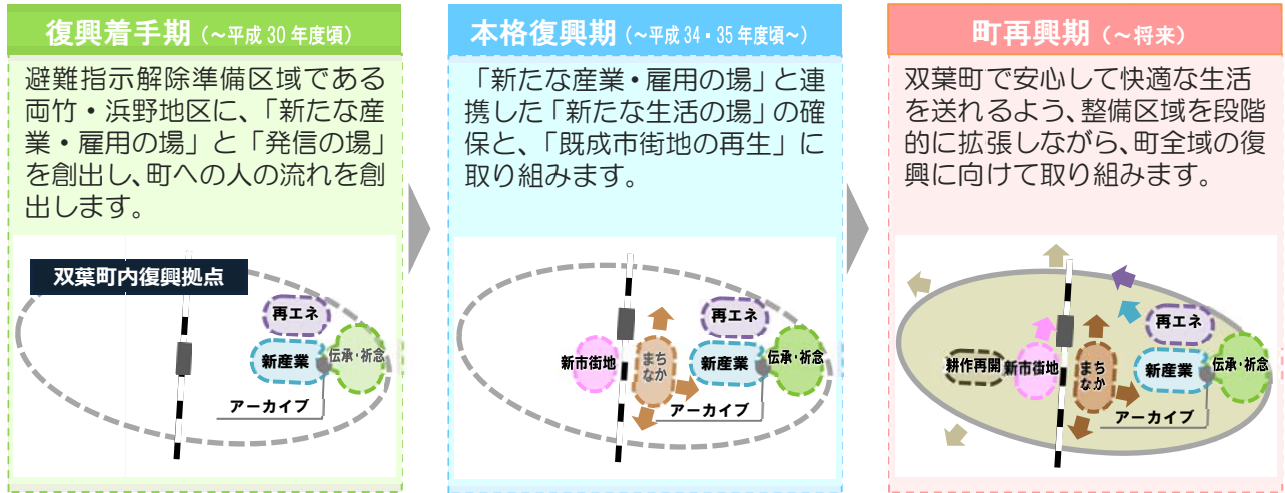 復興着手期（～平成30年度頃）
避難指示解除準備区域である
両竹・浜野地区に、「新たな産
業・雇用の場」と「発信の場」
を創出し、町への人の流れを創
出します。
双葉町内復興拠点
再エネ
新産業
伝承・祈念
アーカイブ
本格復興期（～平成34・35年度頃～）
「新たな産業・雇用の場」と連
携した「新たな生活の場」の確
保と、「既成市街地の再生」に
取り組みます。
再エネ
新市街地
まち
なか
新産業
伝承・祈念
アーカイブ
町再興期（～将来）
双葉町で安心して快適な生活
を送れるよう、整備区域を段階
的に拡張しながら、町全域の復
興に向けて取り組みます。
再エネ
耕作再開
新市街地
まち
なか
新産業
伝承・祈念
アーカイブ